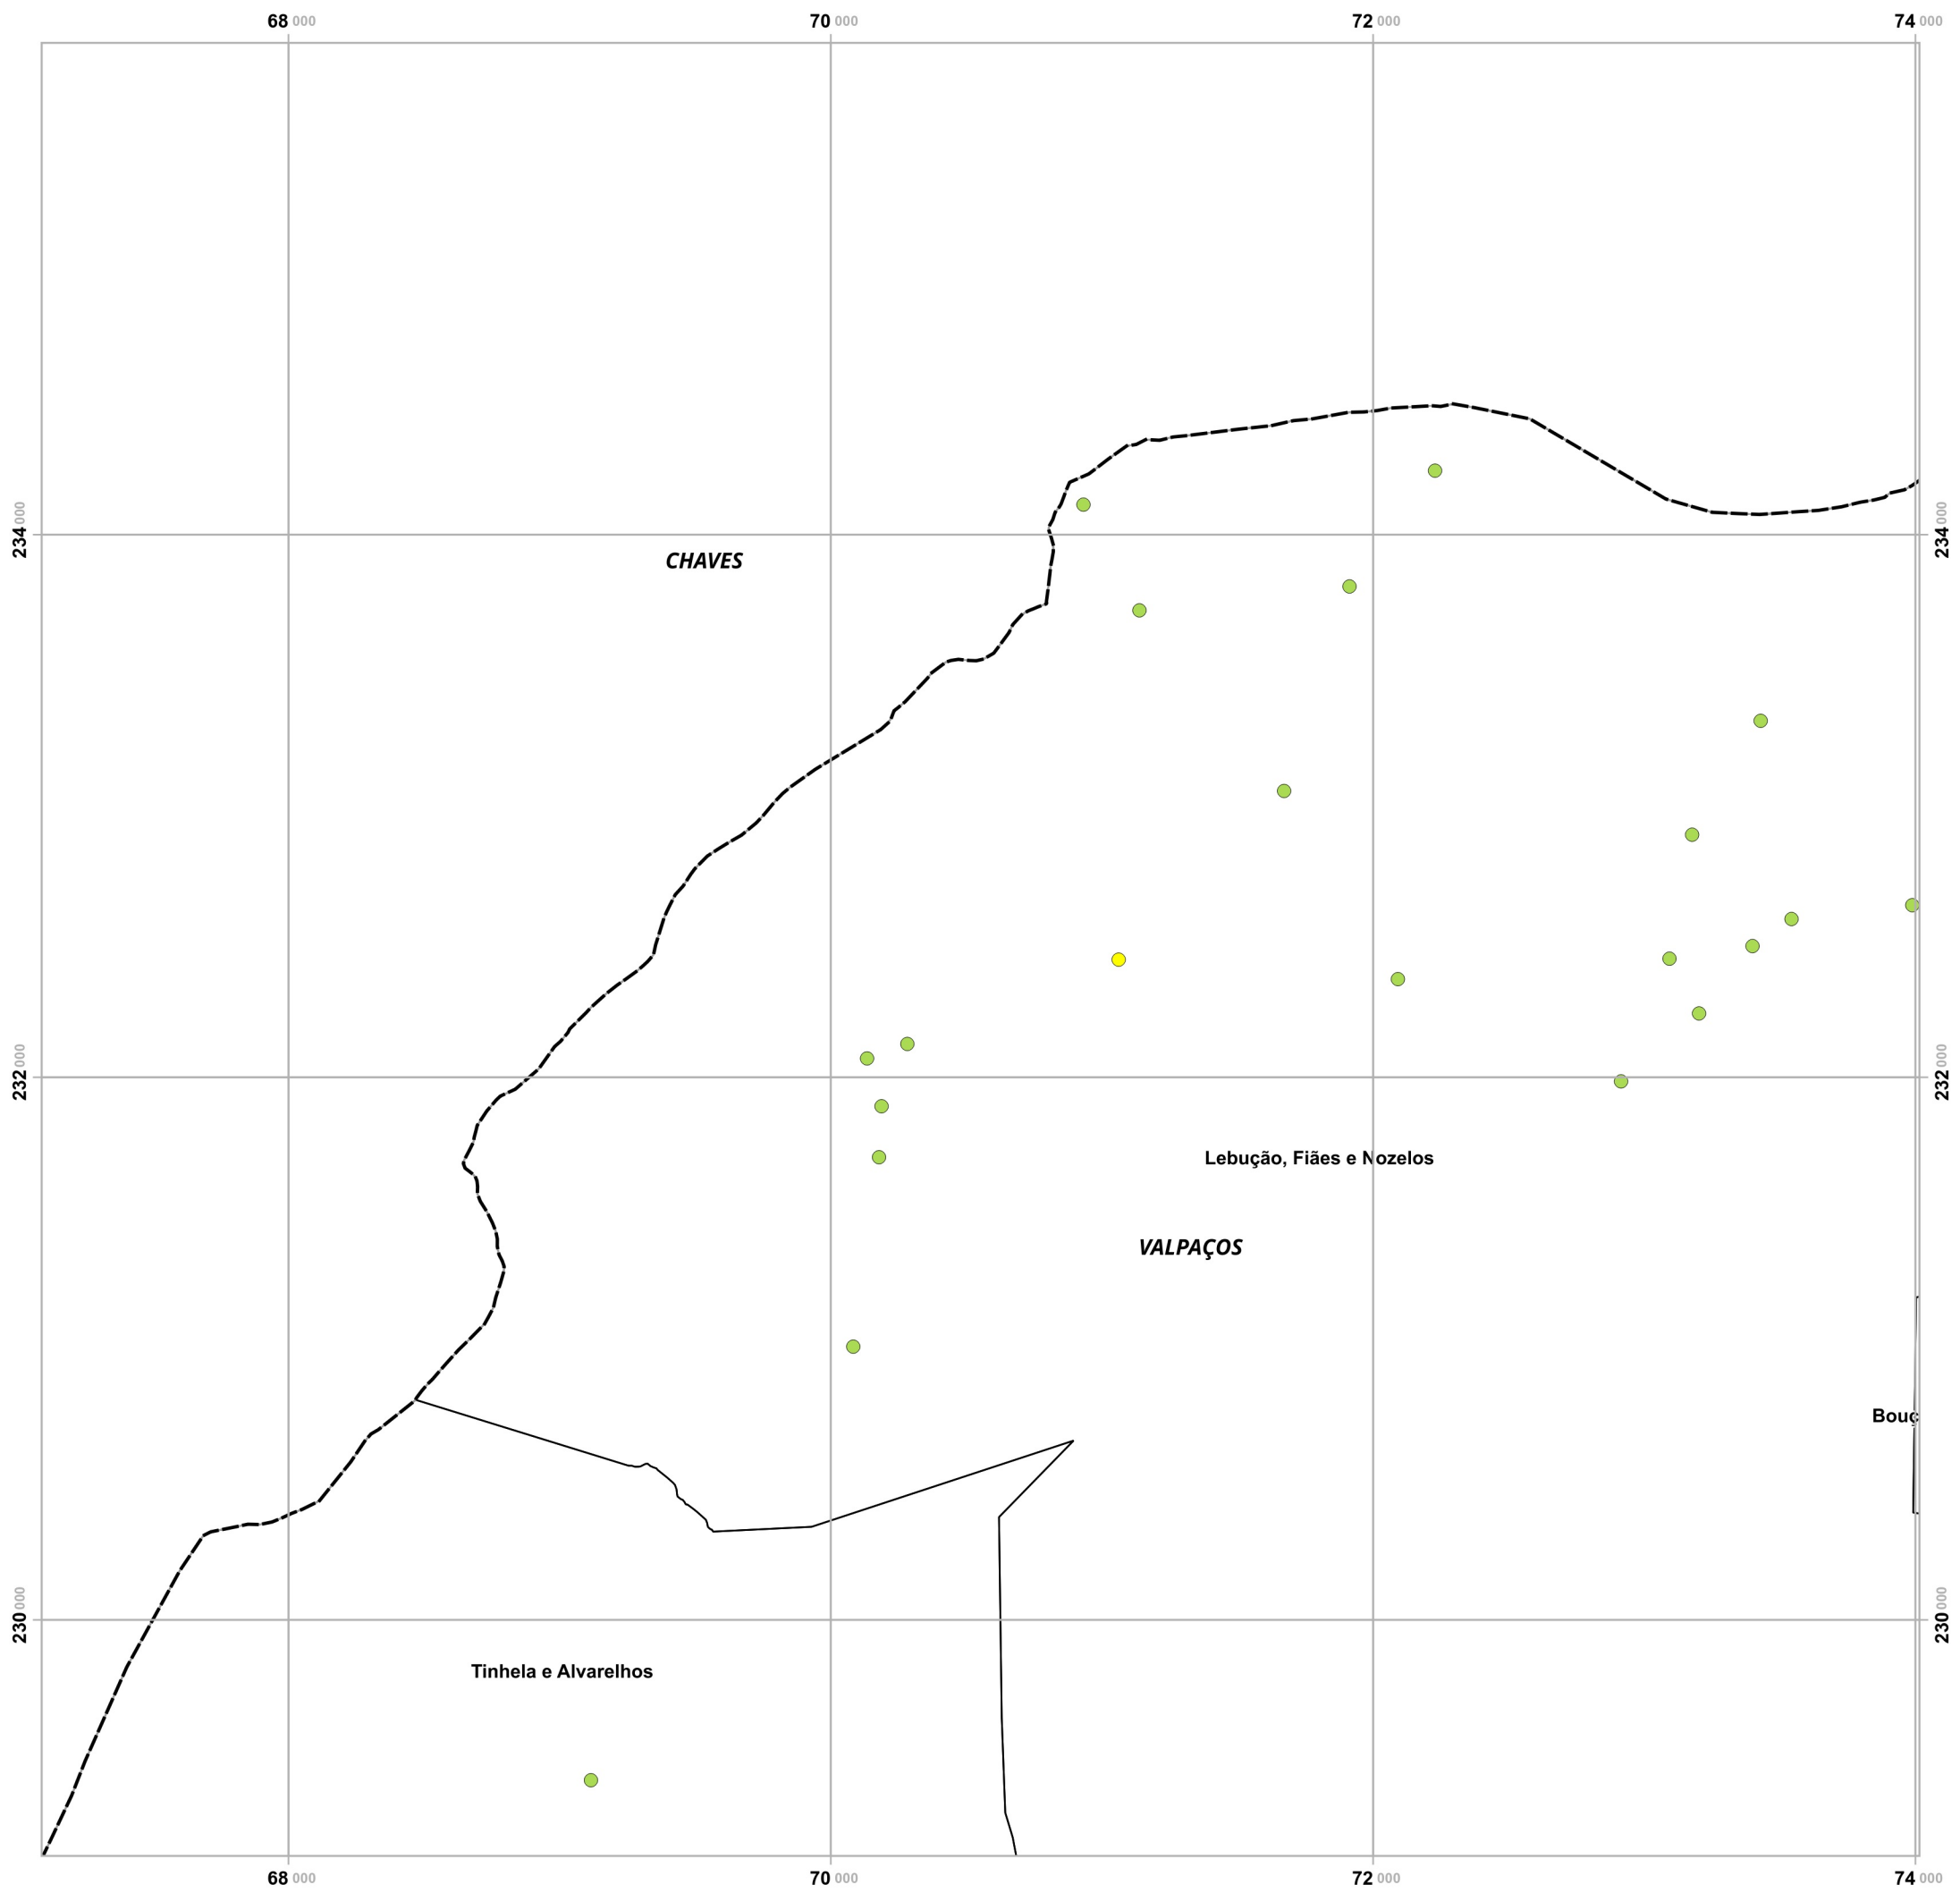 68 000 70 000 72 000 74 000
234 000 234 000
CHAVES
232 000 232 000
Lebução, Fiães e Nozelos
VALPAÇOS
Bouç
230 000 230 000
Tinhela e Alvarelhos
68 000 70 000 72 000 74 000